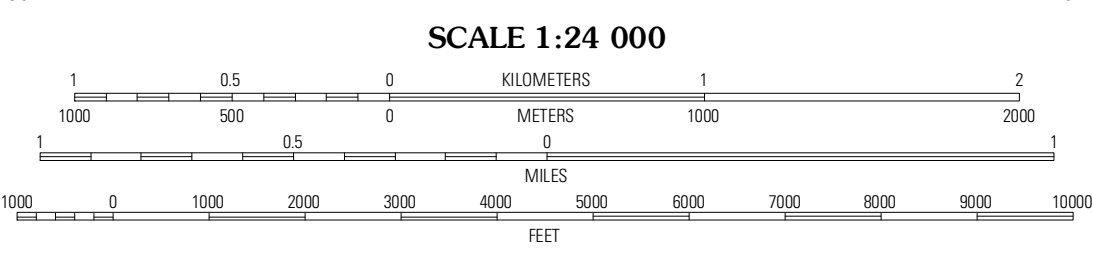 SCALE 1:24 000
1 0.5 0 KILOMETERS 1 2
1000 500 0 METERS 1000 2000
1 0.5 0 1
MILES
1000 0 1000 2000 3000 4000 5000 6000 7000 8000 9000 10000
FEET